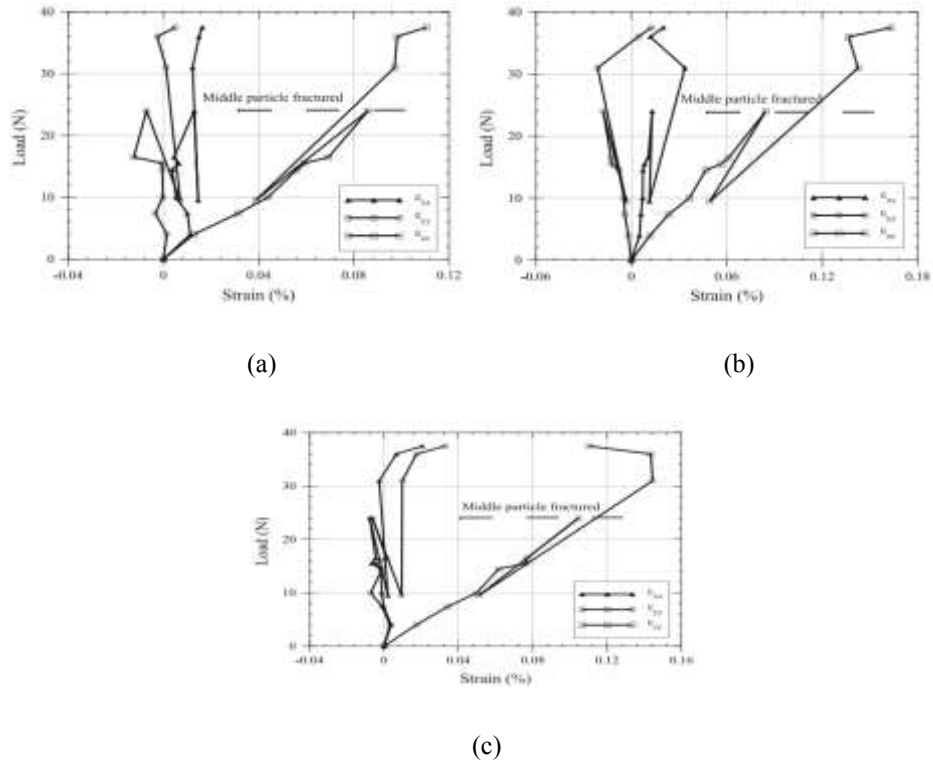 40
30
20
10
0
Load (N)
Middle particle fractured
-0.04 0 0.04 0.08 0.12
Strain (%)
(a)
40
30
20
10
0
Load (N)
Middle particle fractured
-0.06 0 0.06 0.12 0.18
Strain (%)
(b)
40
30
20
10
0
Load (N)
Middle particle fractured
-0.04 0 0.04 0.08 0.12 0.16
Strain (%)
(c)